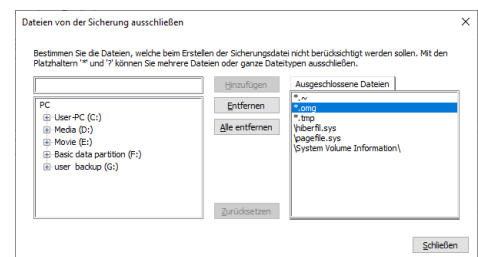 Dateien von der Sicherung ausschließen
Bestimmen Sie die Dateien, welche beim Erstellen der Sicherungsdatei nicht berücksichtigt werden sollen. Mit den
Platzhaltern '*' und '?' können Sie mehrere Dateien oder ganze Dateitypen ausschließen.
Hinzufügen
Ausgeschlossene Dateien
PC
User-PC (C:)
Media (D:)
Movie (E:)
Basic data partition (F:)
user backup (G:)
Entfernen
Alle entfernen
Zurücksetzen
*.~
*.omg
*.tmp
\hiberfil.sys
\pagefile.sys
\System Volume Information\
Schließen